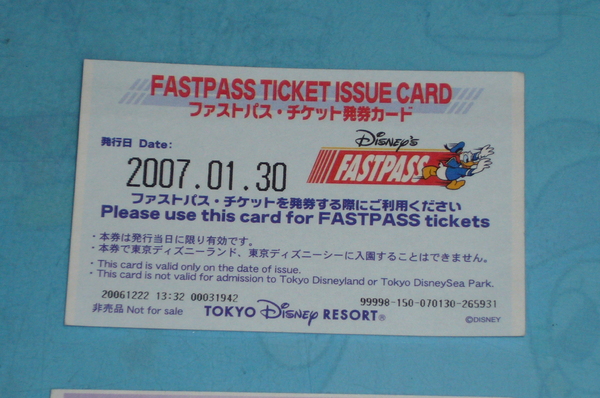 FASTPASS TICKET ISSUE CARD
ファストパス・チケット発券カード
発行日 Date:
2007.01.30
Disney's
FASTPASS
ファストパス・チケットを発券する際にご利用ください
Please use this card for FASTPASS tickets
・本券は発行当日に限り有効です。
・本券で東京ディズニーランド、東京ディズニーシーに入園することはできません。
・This card is valid only on the date of issue.
・This card is not valid for admission to Tokyo Disneyland or Tokyo DisneySea Park.
20061222 13:32 00031942
99998-150-070130-265931
非売品 Not for sale
TOKYO Disney RESORT®
©DISNEY